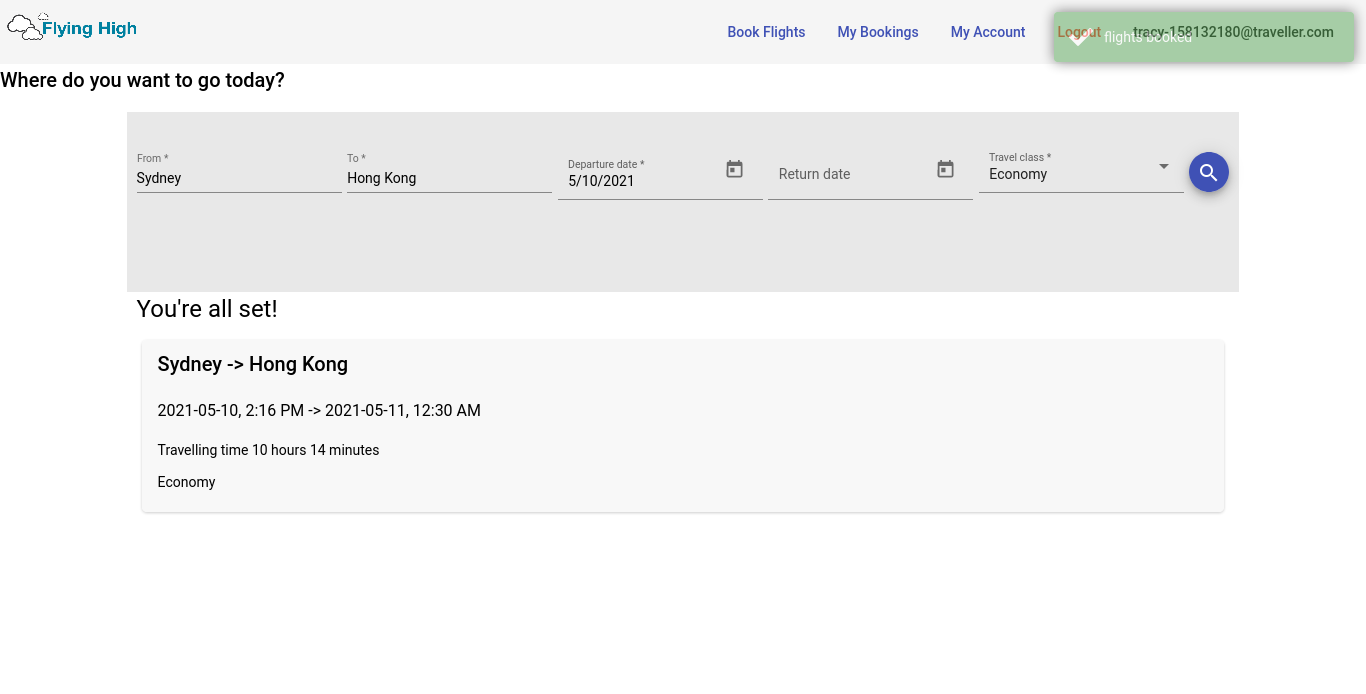 Flying High
Book Flights
My Bookings
My Account
Logout
tracy-158132180@traveller.com
flights booked
Where do you want to go today?
From *
Sydney
To *
Hong Kong
Departure date *
5/10/2021
Return date
Travel class *
Economy
You're all set!
Sydney -> Hong Kong
2021-05-10, 2:16 PM -> 2021-05-11, 12:30 AM
Travelling time 10 hours 14 minutes
Economy